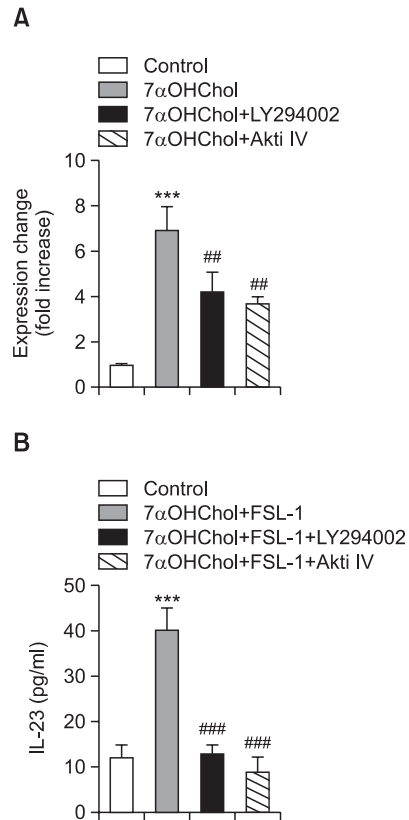 A
Control
7αOHChol
7αOHChol+LY294002
7αOHChol+Akti IV
Expression change
(fold increase)
10
8
6
4
2
0
***
##
##
B
Control
7αOHChol+FSL-1
7αOHChol+FSL-1+LY294002
7αOHChol+FSL-1+Akti IV
IL-23 (pg/ml)
50
40
30
20
10
0
***
###
###